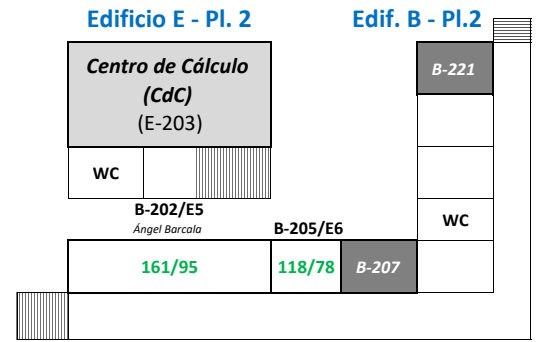 Edificio E - Pl. 2
Edif. B - Pl.2
Centro de Cálculo
(CdC)
(E-203)
B-221
WC
B-202/E5
Ángel Barcala
B-205/E6
WC
161/95
118/78
B-207